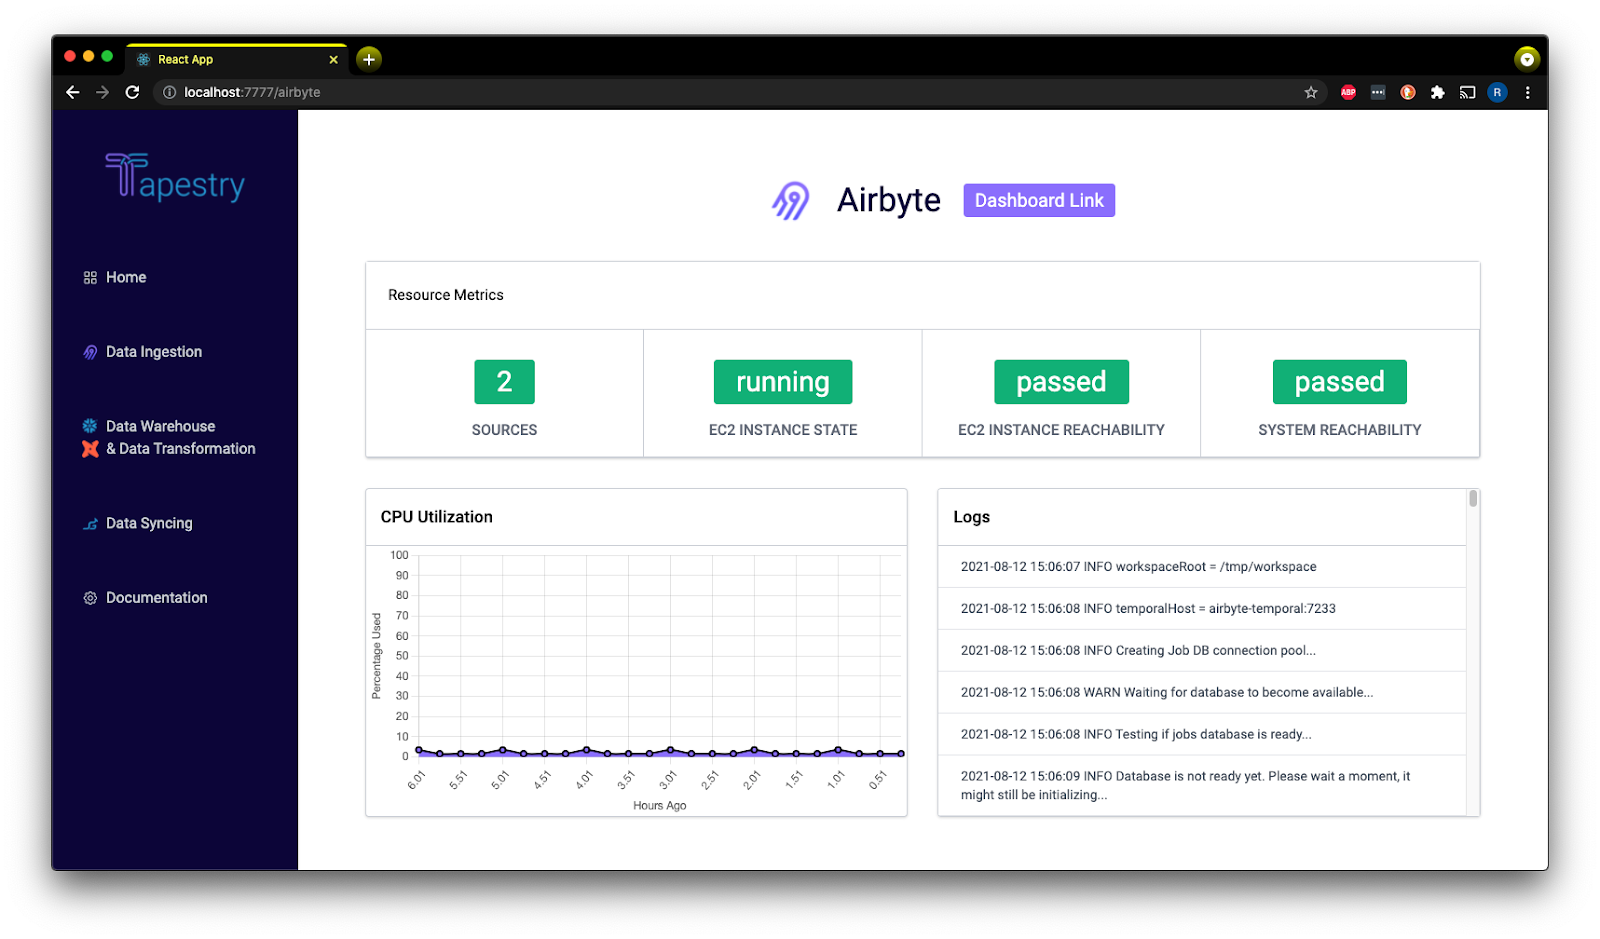 React App
localhost:7777/airbyte
ABP
R
Tapestry
Home
Data Ingestion
Data Warehouse
& Data Transformation
Data Syncing
Documentation
Airbyte
Dashboard Link
Resource Metrics
2
SOURCES
running
EC2 INSTANCE STATE
passed
EC2 INSTANCE REACHABILITY
passed
SYSTEM REACHABILITY
CPU Utilization
Percentage Used
100
90
80
70
60
50
40
30
20
10
0
6.01 5.51 5.01 4.51 4.01 3.51 3.01 2.51 2.01 1.51 1.01 0.51
Hours Ago
Logs
2021-08-12 15:06:07 INFO workspaceRoot = /tmp/workspace
2021-08-12 15:06:08 INFO temporalHost = airbyte-temporal:7233
2021-08-12 15:06:08 INFO Creating Job DB connection pool...
2021-08-12 15:06:08 WARN Waiting for database to become available...
2021-08-12 15:06:08 INFO Testing if jobs database is ready...
2021-08-12 15:06:09 INFO Database is not ready yet. Please wait a moment, it
might still be initializing...